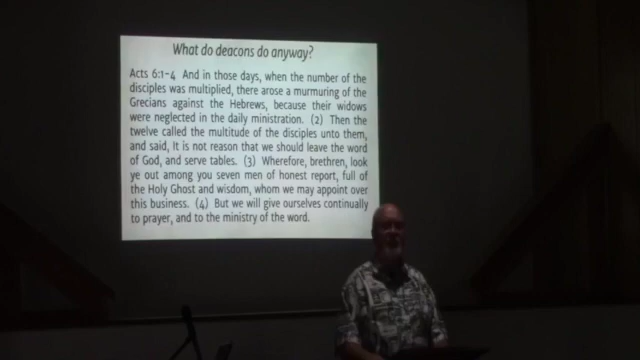 What do deacons do anyway?
Acts 6:1-4 And in those days, when the number of the
disciples was multiplied, there arose a murmuring of the
Grecians against the Hebrews, because their widows
were neglected in the daily ministration. (2) Then the
twelve called the multitude of the disciples unto them,
and said, It is not reason that we should leave the word
of God, and serve tables. (3) Wherefore, brethren, look
ye out among you seven men of honest report, full of
the Holy Ghost and wisdom, whom we may appoint over
this business. (4) But we will give ourselves continually
to prayer, and to the ministry of the word.